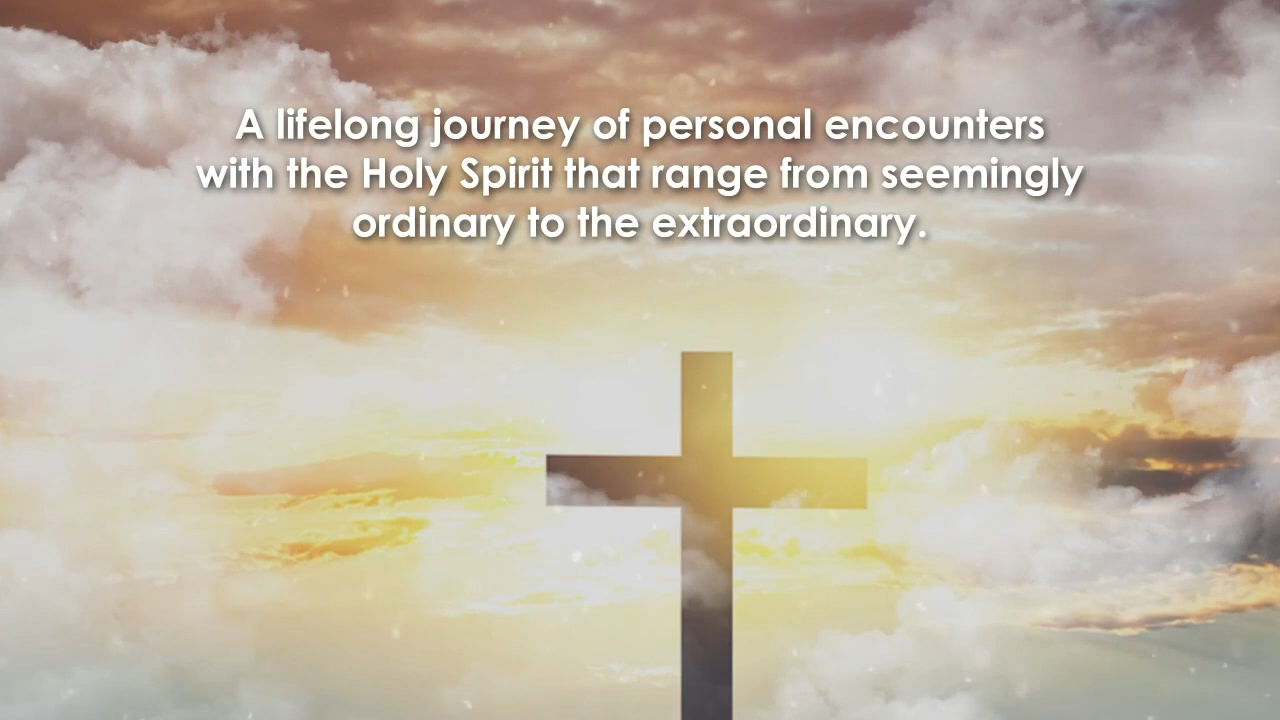 A lifelong journey of personal encounters
with the Holy Spirit that range from seemingly
ordinary to the extraordinary.